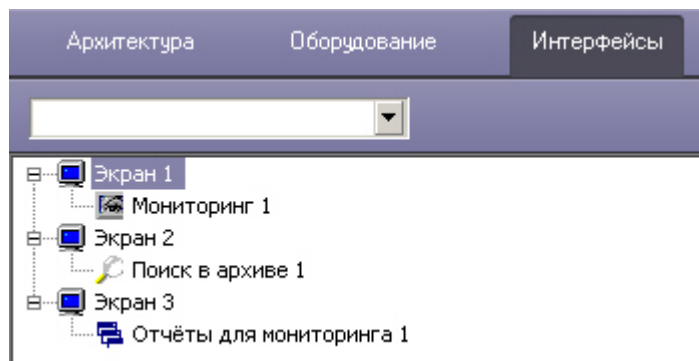 Архитектура Оборудование Интерфейсы
Экран 1
Мониторинг 1
Экран 2
Поиск в архиве 1
Экран 3
Отчёты для мониторинга 1